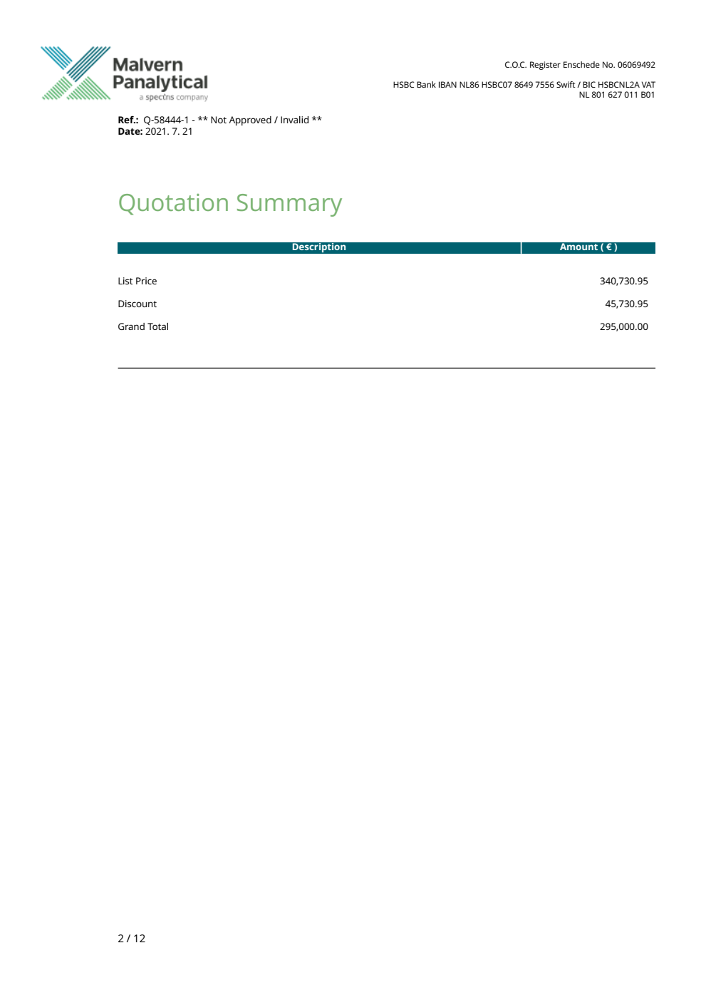 Malvern
Panalytical
a spectris company
C.O.C. Register Enschede No. 06069492
HSBC Bank IBAN NL86 HSBC07 8649 7556 Swift / BIC HSBCNL2A VAT
NL 801 627 011 B01
Ref.: Q-58444-1 - ** Not Approved / Invalid **
Date: 2021. 7. 21
Quotation Summary
Description Amount ( € )
List Price 340,730.95
Discount 45,730.95
Grand Total 295,000.00
2 / 12